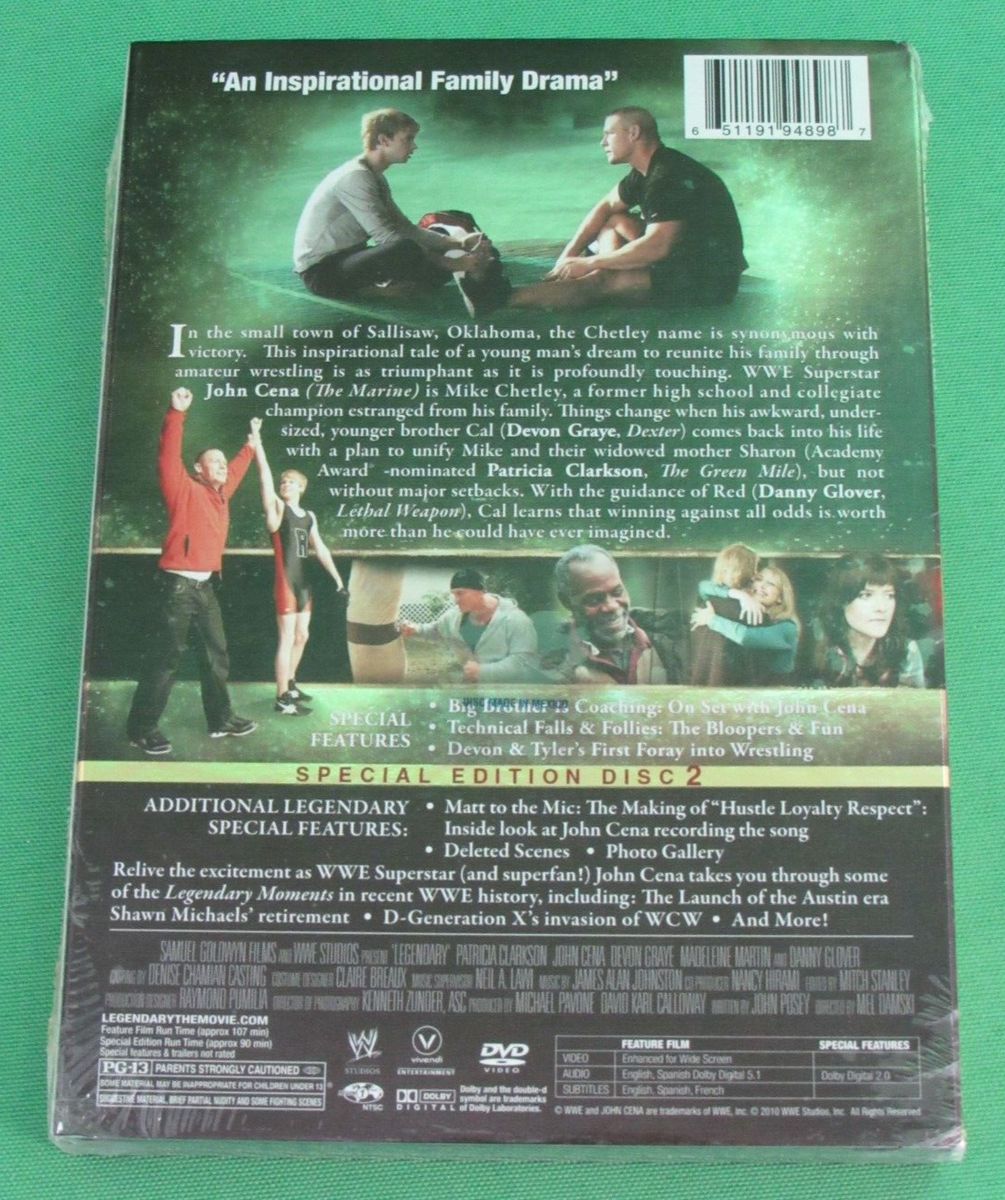 “An Inspirational Family Drama”
6 51191 94898 7
In the small town of Sallisaw, Oklahoma, the Chetley name is synonymous with
victory. This inspirational tale of a young man’s dream to reunite his family through
amateur wrestling is as triumphant as it is profoundly touching. WWE Superstar
John Cena (The Marine) is Mike Chetley, a former high school and collegiate
champion estranged from his family. Things change when his awkward, under-
sized, younger brother Cal (Devon Graye, Dexter) comes back into his life
with a plan to unify Mike and their widowed mother Sharon (Academy
Award® -nominated Patricia Clarkson, The Green Mile), but not
without major setbacks. With the guidance of Red (Danny Glover,
Lethal Weapon), Cal learns that winning against all odds is worth
more than he could have ever imagined.
DISC MADE IN MEXICO
SPECIAL
FEATURES
• Big Brother is Coaching: On Set with John Cena
• Technical Falls & Follies: The Bloopers & Fun
• Devon & Tyler’s First Foray into Wrestling
SPECIAL EDITION DISC 2
ADDITIONAL LEGENDARY
SPECIAL FEATURES:
• Matt to the Mic: The Making of “Hustle Loyalty Respect”:
Inside look at John Cena recording the song
• Deleted Scenes • Photo Gallery
Relive the excitement as WWE Superstar (and superfan!) John Cena takes you through some
of the Legendary Moments in recent WWE history, including: The Launch of the Austin era
Shawn Michaels’ retirement • D-Generation X’s invasion of WCW • And More!
SAMUEL GOLDWYN FILMS AND WWE STUDIOS PRESENT "LEGENDARY" PATRICIA CLARKSON JOHN CENA DEVON GRAYE MADELEINE MARTIN AND DANNY GLOVER
CASTING BY DENISE CHAMIAN CASTING COSTUME DESIGNER CLAIRE BREAUX MUSIC SUPERVISOR NEIL A. LAWI MUSIC BY JAMES ALAN JOHNSTON CO-PRODUCER NANCY HIRAMI EDITED BY MITCH STANLEY
PRODUCTION DESIGNER RAYMOND PUMILIA DIRECTOR OF PHOTOGRAPHY KENNETH ZUNDER, ASC PRODUCED BY MICHAEL PAVONE DAVID KARL CALLOWAY WRITTEN BY JOHN POSEY DIRECTED BY MEL DAMSKI
LEGENDARYTHEMOVIE.COM
Feature Film Run Time (approx 107 min)
Special Edition Run Time (approx 90 min)
Special features & trailers not rated
PG-13 PARENTS STRONGLY CAUTIONED
SOME MATERIAL MAY BE INAPPROPRIATE FOR CHILDREN UNDER 13
SUGGESTIVE MATERIAL, BRIEF PARTIAL NUDITY AND SOME FIGHTING SCENES
W
STUDIOS
NTSC
V
vivendi
ENTERTAINMENT
DVD
VIDEO
DOLBY
DIGITAL
Dolby and the double-d
symbol are trademarks
of Dolby Laboratories.
FEATURE FILM SPECIAL FEATURES
VIDEO Enhanced for Wide Screen
AUDIO English, Spanish Dolby Digital 5.1 Dolby Digital 2.0
SUBTITLES English, Spanish, French
© WWE and JOHN CENA are trademarks of WWE, Inc. © 2010 WWE Studios, Inc. All Rights Reserved.